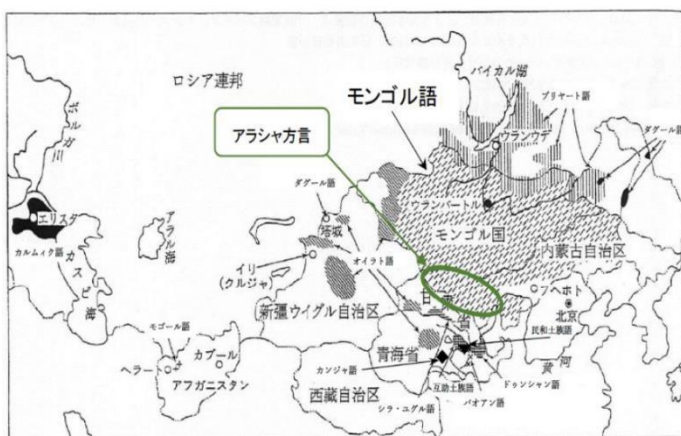 ロシア連邦
バイカル湖
モンゴル語
ブリヤート語
アラシャ方言
ウランウデ
ダグール語
ボルガ川
ダグール語
塔城
ウランバートル
エリスタ
アラル海
モンゴル国
内蒙古自治区
カルムィク語
カスピ海
イリ
(クルジャ)
オイラト語
フヘホト
新疆ウイグル自治区
甘粛省
北京
モゴール語
民和土族語
カブール
ヘラート
青海省
黄河
アフガニスタン
カンジャ語
西蔵自治区
互助土族語
ドゥンシャン語
シラ・ユグル語
バオアン語